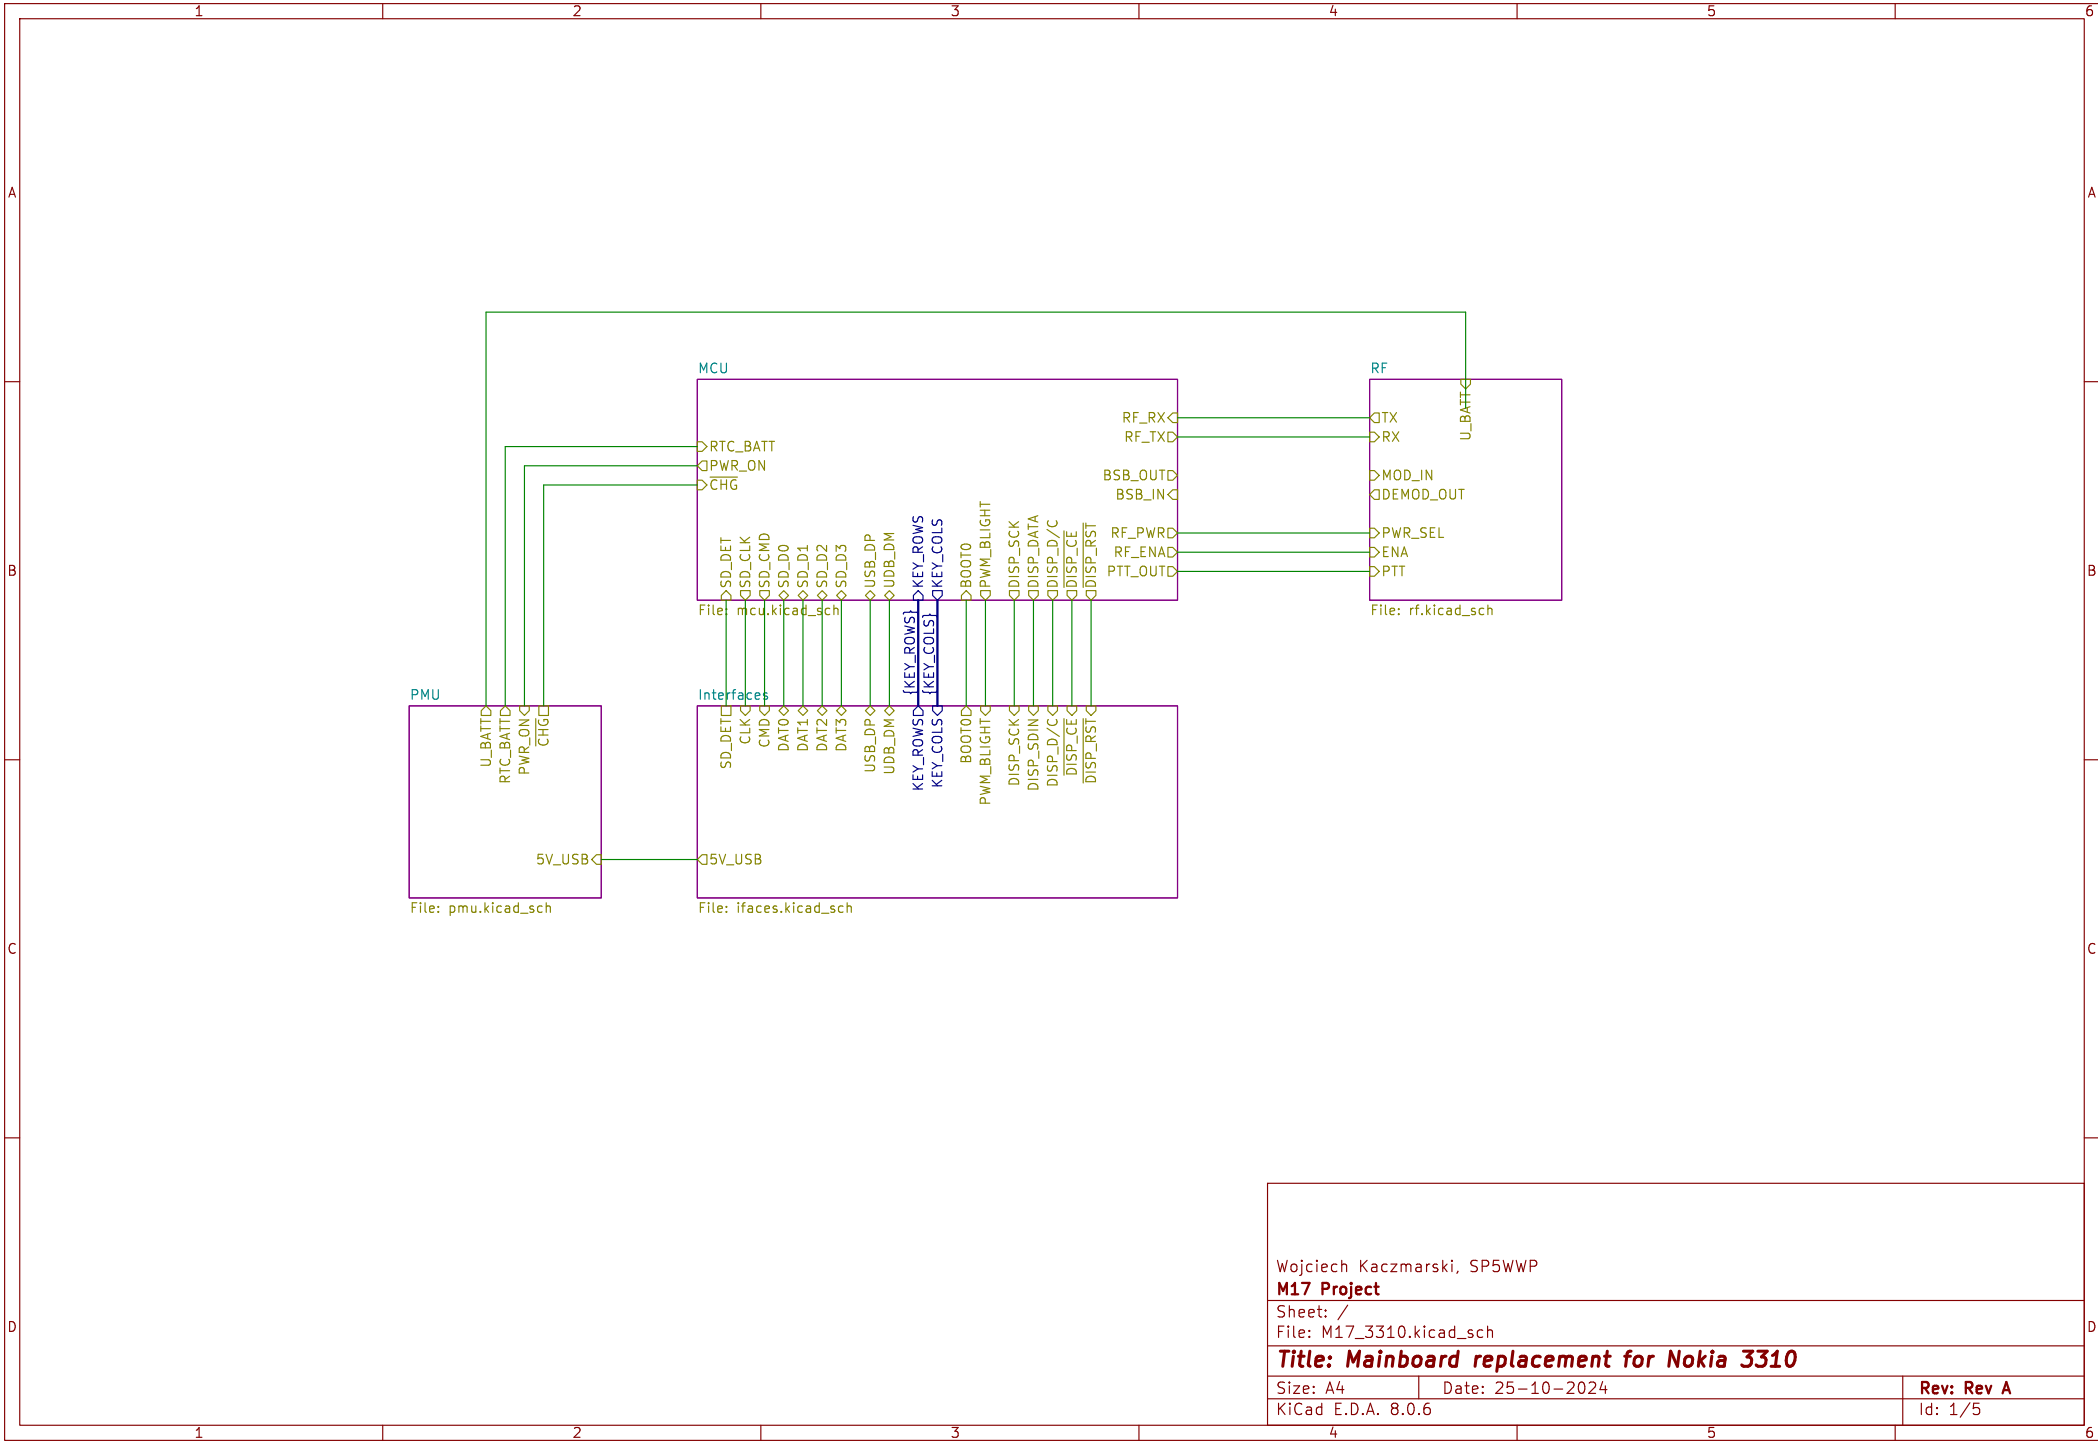 1 2 3 4 5 6
A A
B B
C C
D D
MCU
RTC_BATT
PWR_ON
CHG
RF_RX
RF_TX
BSB_OUT
BSB_IN
RF_PWR
RF_ENA
PTT_OUT
SD_DET
SD_CLK
SD_CMD
SD_D0
SD_D1
SD_D2
SD_D3
USB_DP
UDB_DM
KEY_ROWS
KEY_COLS
BOOT0
PWM_BLIGHT
DISP_SCK
DISP_DATA
DISP_D/C
DISP_CE
DISP_RST
File: mcu.kicad_sch
{KEY_ROWS}
{KEY_COLS}
RF
U_BATT
TX
RX
MOD_IN
DEMOD_OUT
PWR_SEL
ENA
PTT
File: rf.kicad_sch
PMU
U_BATT
RTC_BATT
PWR_ON
CHG
5V_USB
File: pmu.kicad_sch
Interfaces
SD_DET
CLK
CMD
DAT0
DAT1
DAT2
DAT3
USB_DP
UDB_DM
KEY_ROWS
KEY_COLS
BOOT0
PWM_BLIGHT
DISP_SCK
DISP_SDIN
DISP_D/C
DISP_CE
DISP_RST
5V_USB
File: ifaces.kicad_sch
Wojciech Kaczmarski, SP5WWP
M17 Project
Sheet: /
File: M17_3310.kicad_sch
Title: Mainboard replacement for Nokia 3310
Size: A4 Date: 25-10-2024 Rev: Rev A
KiCad E.D.A. 8.0.6 Id: 1/5
1 2 3 4 5 6